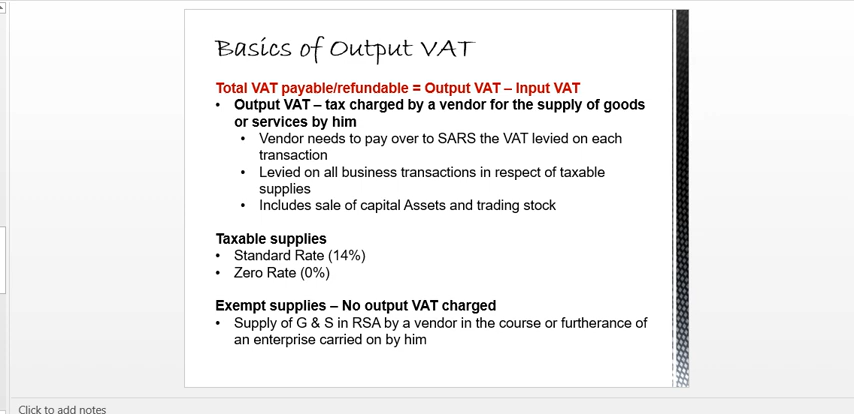 Basics of Output VAT
Total VAT payable/refundable = Output VAT – Input VAT
• Output VAT – tax charged by a vendor for the supply of goods
or services by him
• Vendor needs to pay over to SARS the VAT levied on each
transaction
• Levied on all business transactions in respect of taxable
supplies
• Includes sale of capital Assets and trading stock
Taxable supplies
• Standard Rate (14%)
• Zero Rate (0%)
Exempt supplies – No output VAT charged
• Supply of G & S in RSA by a vendor in the course or furtherance of
an enterprise carried on by him
Click to add notes